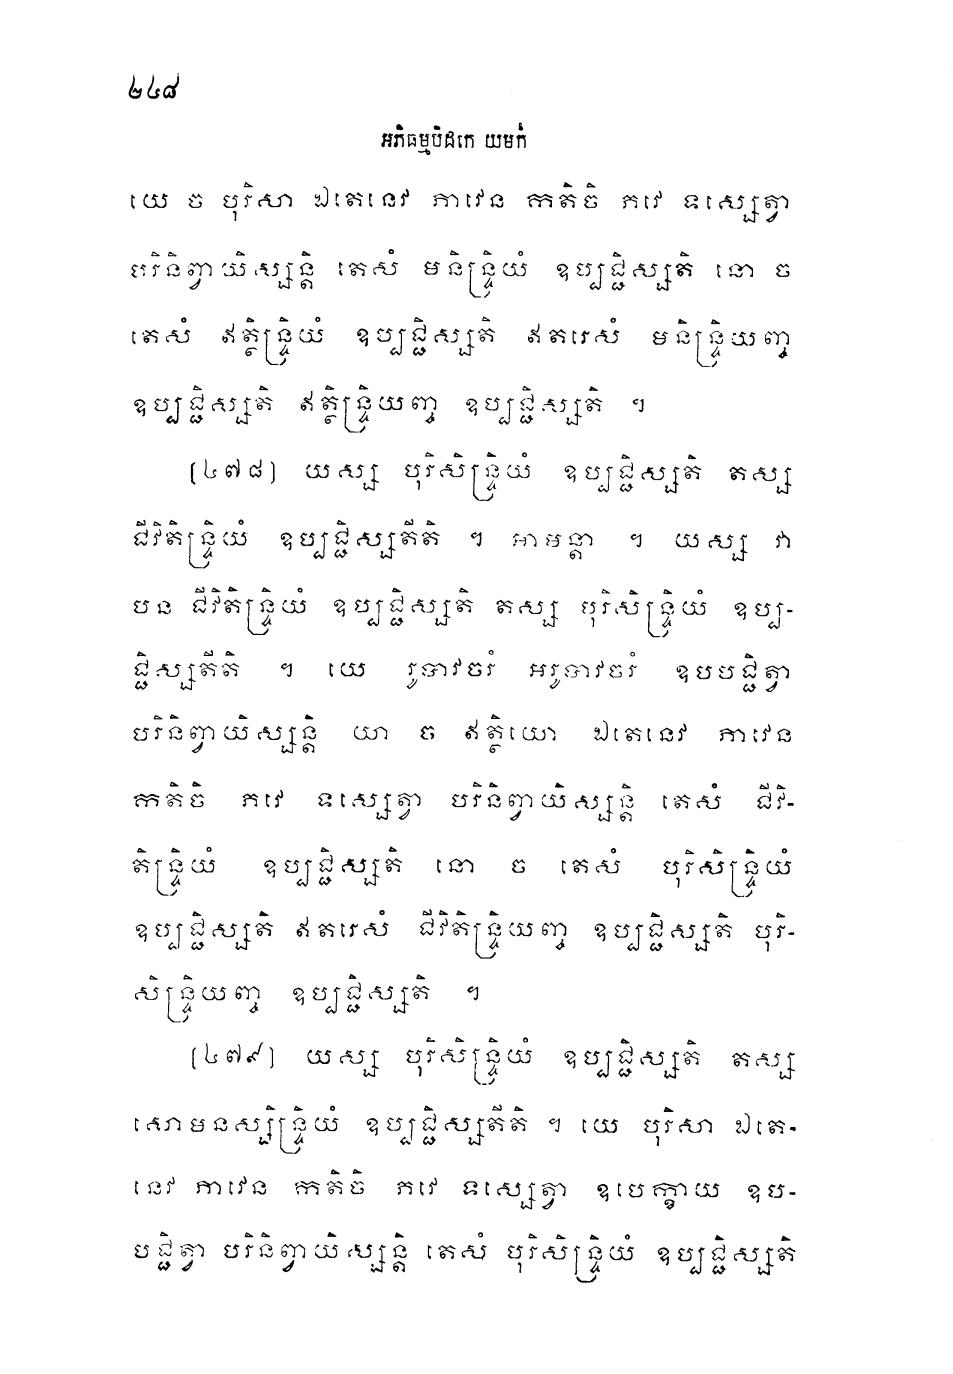 ២៤៨
អភិធម្មបិដកេ យមកំ
យេ ច បុរិសា ឯតេនេវ ភាវេន កតិចិ ភវេ ទស្សេត្វា
បរិនិព្វាយិស្សន្តិ តេសំ មនិន្ទ្រិយំ ឧប្បជ្ជិស្សតិ នោ ច
តេសំ ឥត្ថិន្ទ្រិយំ ឧប្បជ្ជិស្សតិ ឥតរេសំ មនិន្ទ្រិយញ្ច
ឧប្បជ្ជិស្សតិ ឥត្ថិន្ទ្រិយញ្ច ឧប្បជ្ជិស្សតិ ។
(៤៧៨) យស្ស បុរិសិន្ទ្រិយំ ឧប្បជ្ជិស្សតិ តស្ស
ជីវិតិន្ទ្រិយំ ឧប្បជ្ជិស្សតីតិ ។ អាមន្តា ។ យស្ស វា
បន ជីវិតិន្ទ្រិយំ ឧប្បជ្ជិស្សតិ តស្ស បុរិសិន្ទ្រិយំ ឧប្ប-
ជ្ជិស្សតីតិ ។ យេ រូបាវចរំ អរូបាវចរំ ឧបបជ្ជិត្វា
បរិនិព្វាយិស្សន្តិ យា ច ឥត្ថិយោ ឯតេនេវ ភាវេន
កតិចិ ភវេ ទស្សេត្វា បរិនិព្វាយិស្សន្តិ តេសំ ជីវិ-
តិន្ទ្រិយំ ឧប្បជ្ជិស្សតិ នោ ច តេសំ បុរិសិន្ទ្រិយំ
ឧប្បជ្ជិស្សតិ ឥតរេសំ ជីវិតិន្ទ្រិយញ្ច ឧប្បជ្ជិស្សតិ បុរិ-
សិន្ទ្រិយញ្ច ឧប្បជ្ជិស្សតិ ។
(៤៧៩) យស្ស បុរិសិន្ទ្រិយំ ឧប្បជ្ជិស្សតិ តស្ស
សោមនស្សិន្ទ្រិយំ ឧប្បជ្ជិស្សតីតិ ។ យេ បុរិសា ឯតេ-
នេវ ភាវេន កតិចិ ភវេ ទស្សេត្វា ឧបេក្ខាយ ឧប-
បជ្ជិត្វា បរិនិព្វាយិស្សន្តិ តេសំ បុរិសិន្ទ្រិយំ ឧប្បជ្ជិស្សតិ